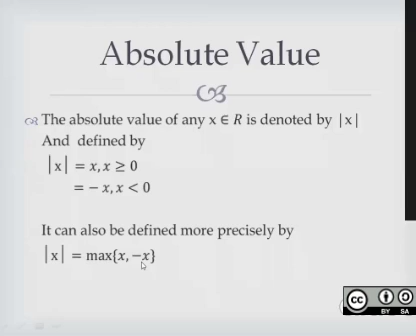 Absolute Value
The absolute value of any x ∈ R is denoted by |x|
And defined by
|x| = x, x ≥ 0
= − x, x < 0
It can also be defined more precisely by
|x| = max{x, −x}
cc
BY SA